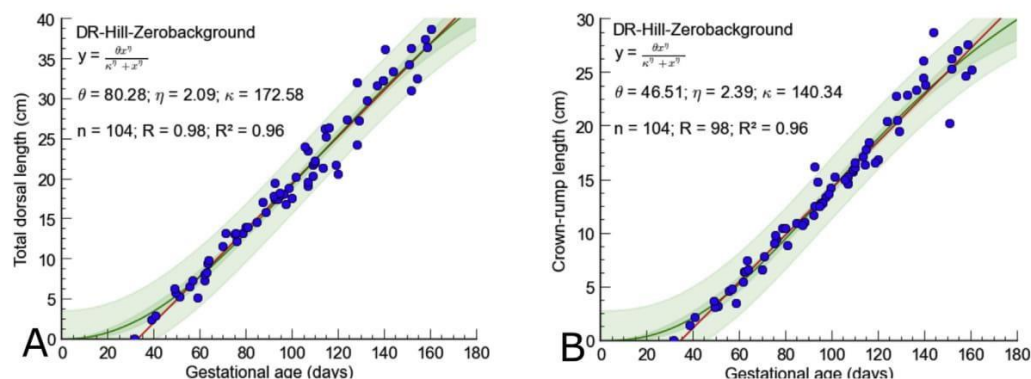 DR-Hill-Zerobackground
y = θx^η / κ^η + x^η
θ = 80.28; η = 2.09; κ = 172.58
n = 104; R = 0.98; R² = 0.96
Total dorsal length (cm)
40
35
30
25
20
15
10
5
0
0 20 40 60 80 100 120 140 160 180
Gestational age (days)
A
DR-Hill-Zerobackground
y = θx^η / κ^η + x^η
θ = 46.51; η = 2.39; κ = 140.34
n = 104; R = 98; R² = 0.96
Crown-rump length (cm)
30
25
20
15
10
5
0
0 20 40 60 80 100 120 140 160 180
Gestational age (days)
B